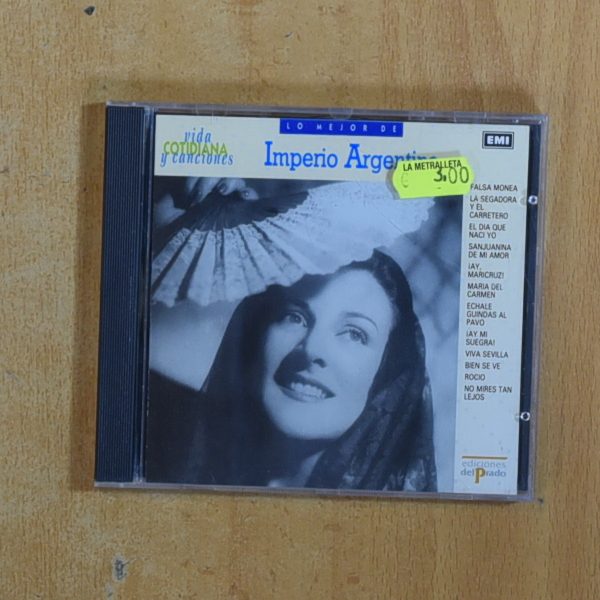 LO MEJOR DE
vida
COTIDIANA
y canciones
Imperio Argentina
EMI
LA METRALLETA
€ 3.00
FALSA MONEA
LA SEGADORA
Y EL
CARRETERO
EL DIA QUE
NACI YO
SANJUANINA
DE MI AMOR
¡AY,
MARICRUZ!
MARIA DEL
CARMEN
ECHALE
GUINDAS AL
PAVO
¡AY MI
SUEGRA!
VIVA SEVILLA
BIEN SE VE
ROCIO
NO MIRES TAN
LEJOS
ediciones
del Prado